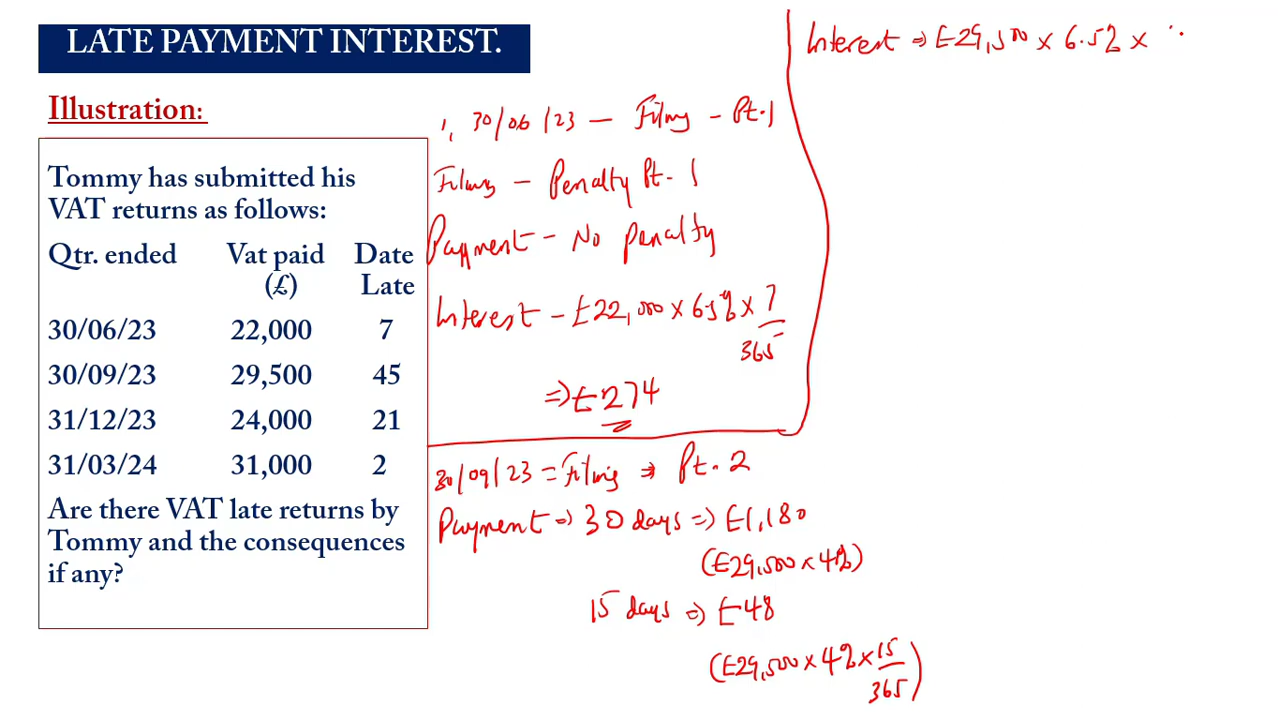 LATE PAYMENT INTEREST.
Illustration:
Tommy has submitted his
VAT returns as follows:
Qtr. ended Vat paid Date
(£) Late
30/06/23 22,000 7
30/09/23 29,500 45
31/12/23 24,000 21
31/03/24 31,000 2
Are there VAT late returns by
Tommy and the consequences
if any?
1, 30/06/23 – Filing – Pt.1
Filing – Penalty Pt. 1
Payment – No penalty
Interest – £22,000 × 6.5% × 7
365
⇒ £274
30/09/23 = Filing ⇒ Pt. 2
Payment ⇒ 30 days ⇒ £1,180
(£29,500 × 4%)
15 days ⇒ £48
(£29,500 × 4% × 15
365)
Interest ⇒ £29,500 × 6.5% ×